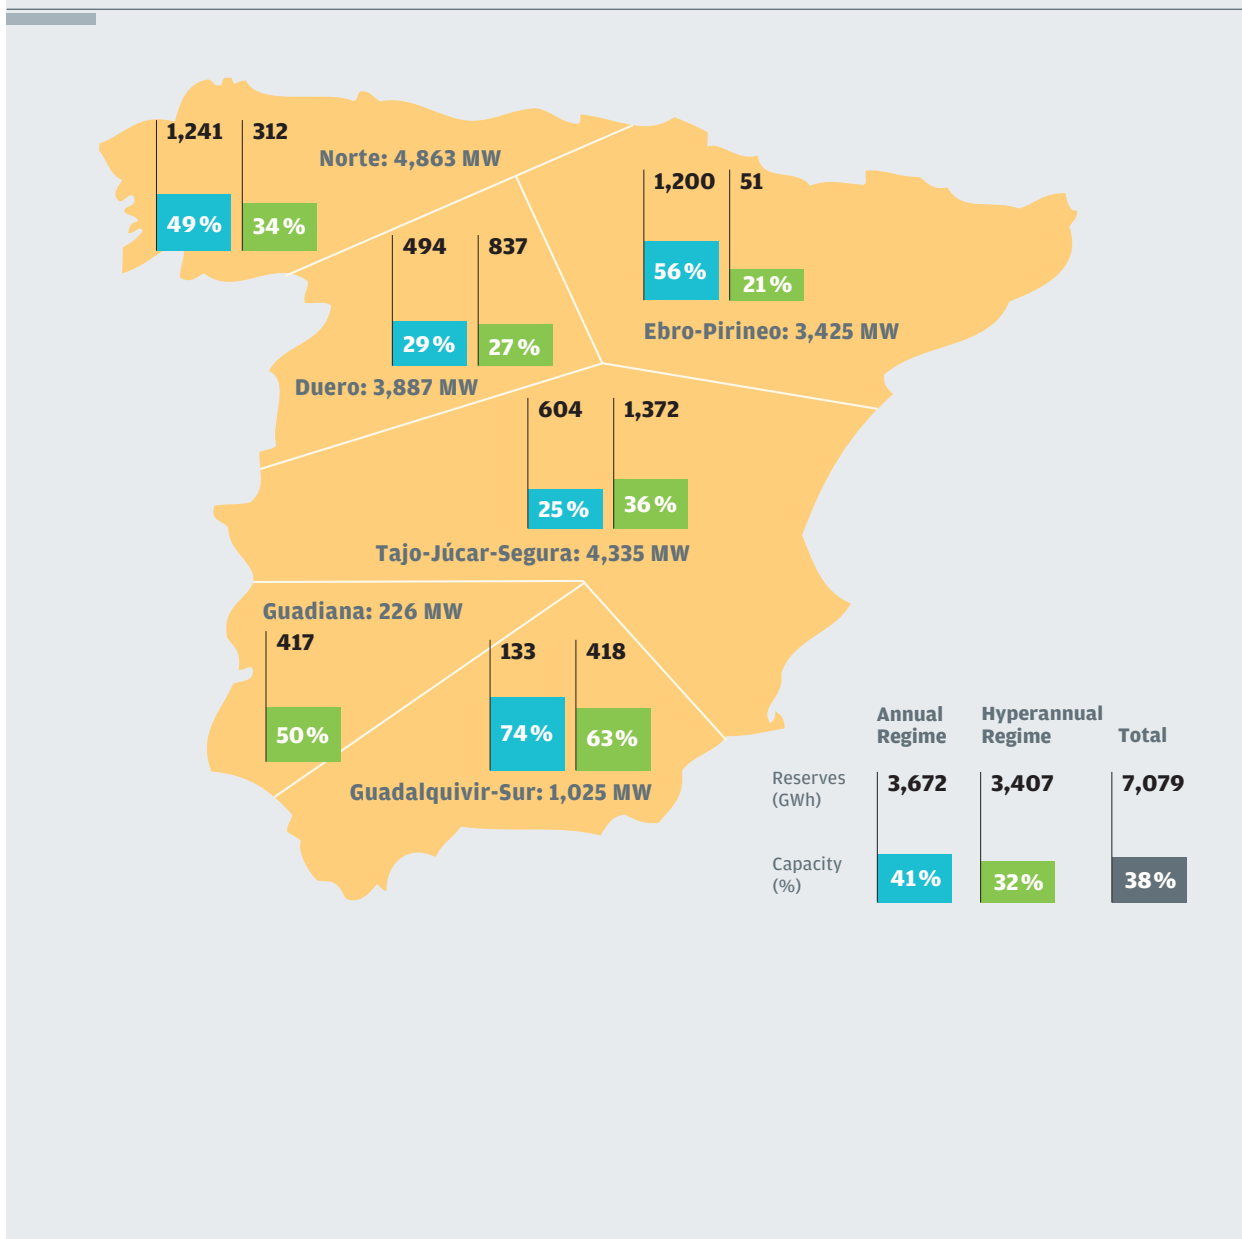 1,241 312
Norte: 4,863 MW
49% 34%
1,200 51
56% 21%
Ebro-Pirineo: 3,425 MW
494 837
29% 27%
Duero: 3,887 MW
604 1,372
25% 36%
Tajo-Júcar-Segura: 4,335 MW
Guadiana: 226 MW
417
50%
133 418
74% 63%
Guadalquivir-Sur: 1,025 MW
Annual Hyperannual
Regime Regime Total
Reserves
(GWh)
3,672 3,407 7,079
Capacity
(%)
41% 32% 38%